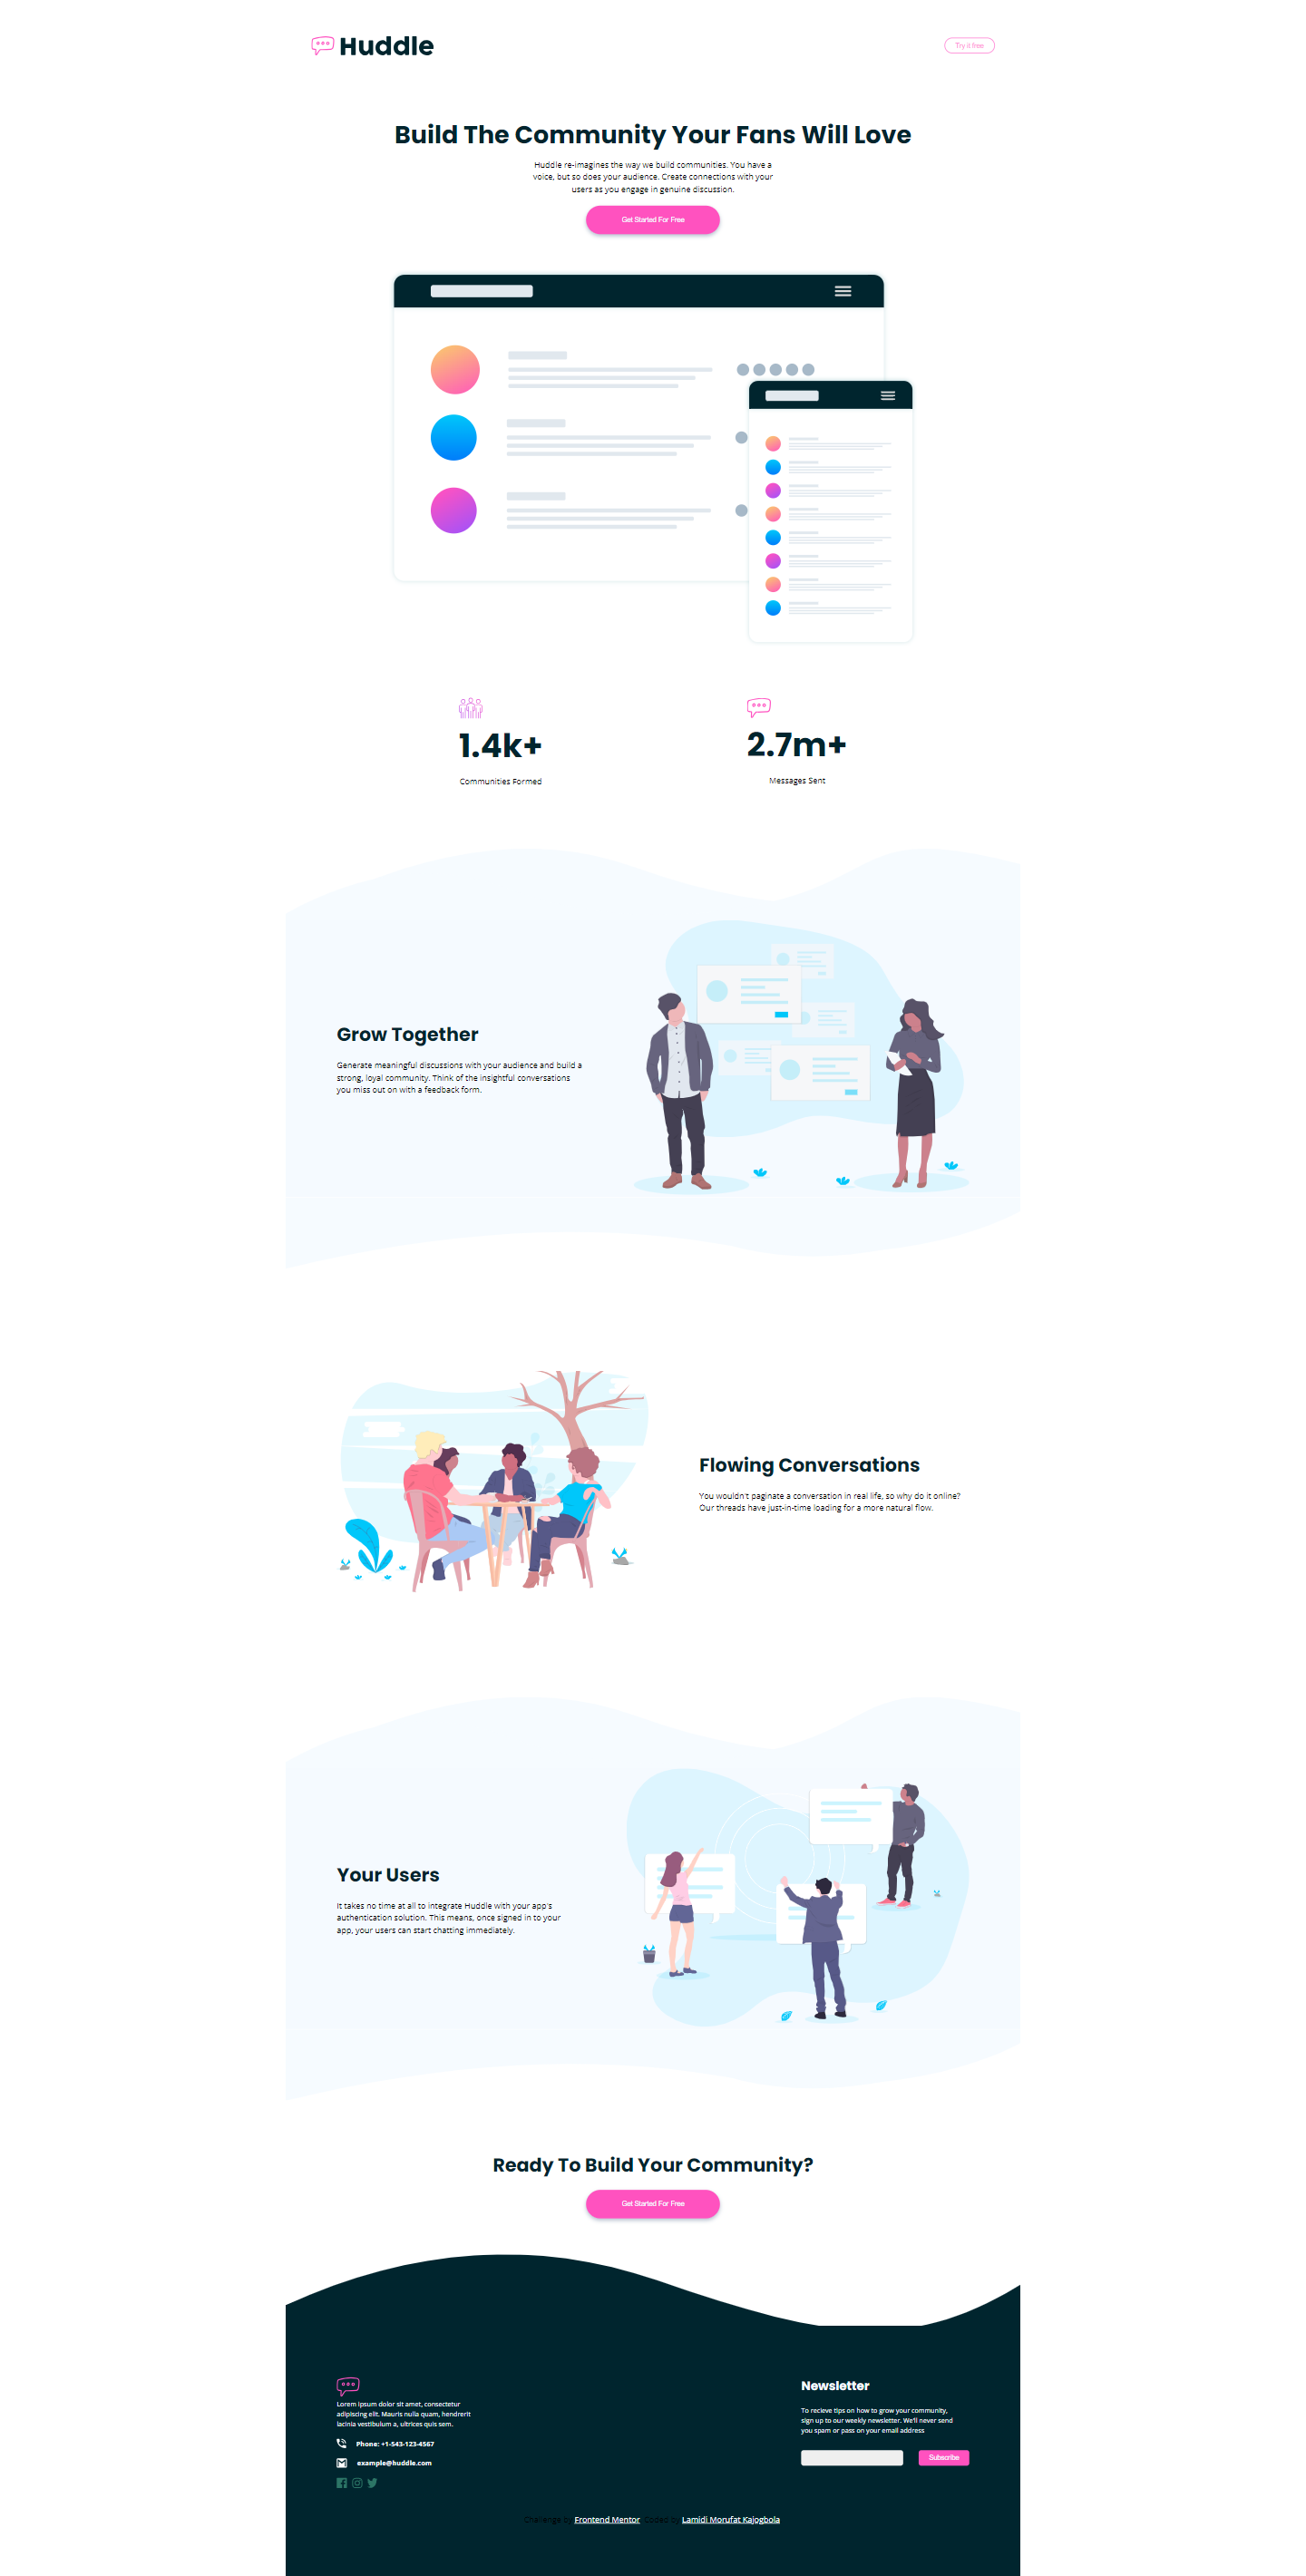 Huddle
Try it free
Build The Community Your Fans Will Love
Huddle re-imagines the way we build communities. You have a
voice, but so does your audience. Create connections with your
users as you engage in genuine discussion.
Get Started For Free
1.4k+
Communities Formed
2.7m+
Messages Sent
Grow Together
Generate meaningful discussions with your audience and build a
strong, loyal community. Think of the insightful conversations
you miss out on with a feedback form.
Flowing Conversations
You wouldn't paginate a conversation in real life, so why do it online?
Our threads have just-in-time loading for a more natural flow.
Your Users
It takes no time at all to integrate Huddle with your app's
authentication solution. This means, once signed in to your
app, your users can start chatting immediately.
Ready To Build Your Community?
Get Started For Free
Lorem ipsum dolor sit amet, consectetur
adipiscing elit. Mauris nulla quam, hendrerit
lacinia vestibulum a, ultrices quis sem.
Phone: +1-543-123-4567
example@huddle.com
Newsletter
To recieve tips on how to grow your community,
sign up to our weekly newsletter. We'll never send
you spam or pass on your email address
Subscribe
Challenge by Frontend Mentor. Coded by Lamidi Morufat Kajogbola